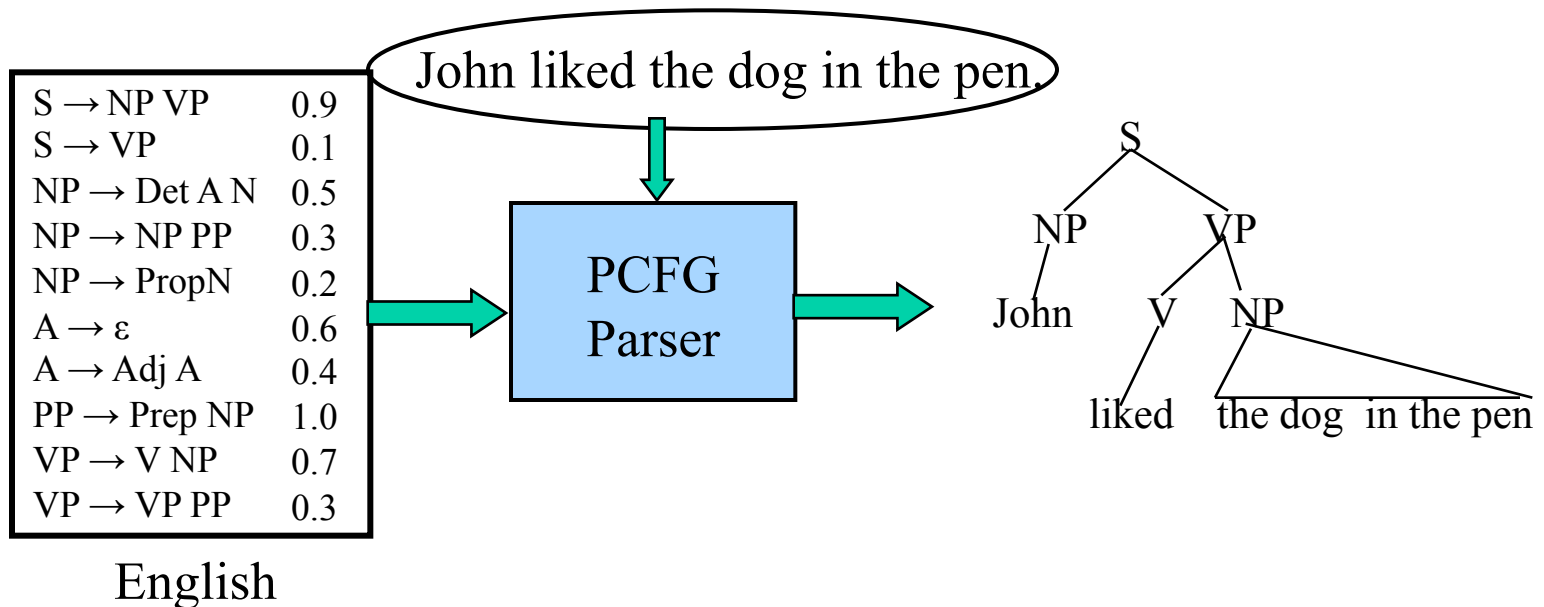 John liked the dog in the pen.
S → NP VP 0.9
S → VP 0.1
NP → Det A N 0.5
NP → NP PP 0.3
NP → PropN 0.2
A → ε 0.6
A → Adj A 0.4
PP → Prep NP 1.0
VP → V NP 0.7
VP → VP PP 0.3
English
PCFG
Parser
S
NP VP
John V NP
liked the dog in the pen